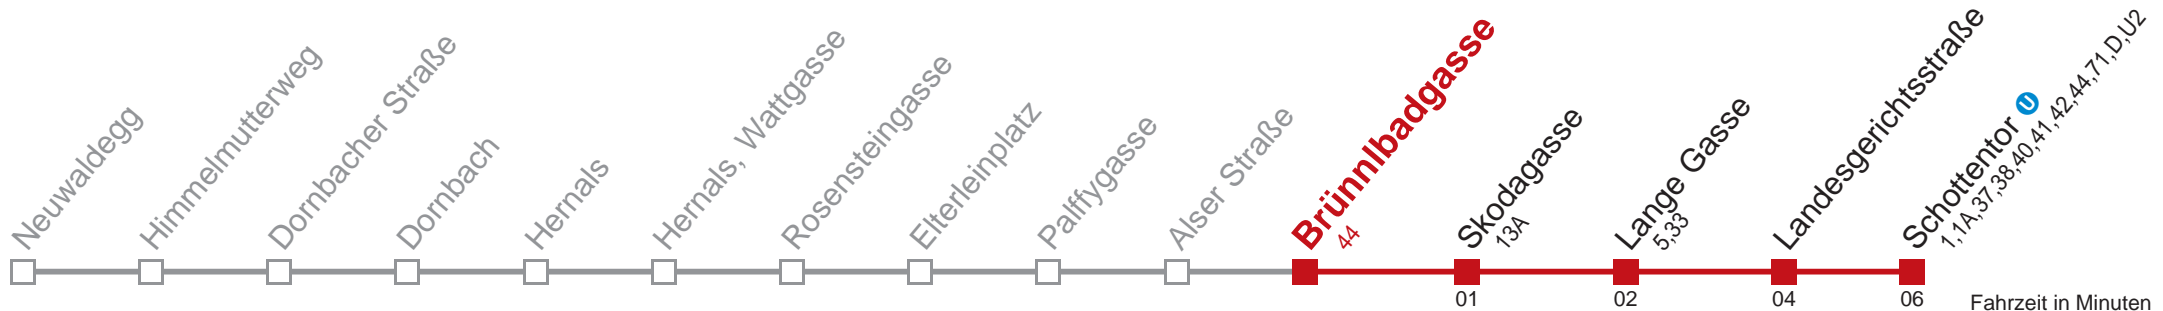 Neuwaldegg
Himmelmutterweg
Dornbacher Straße
Dornbach
Hernals
Hernals, Wattgasse
Rosensteingasse
Elterleinplatz
Palffygasse
Alser Straße
Brünnlbadgasse
44
Skodagasse
13A
Lange Gasse
5,33
Landesgerichtsstraße
Schottentor U
1,1A,37,38,40,41,42,44,71,D,U2
01
02
04
06
Fahrzeit in Minuten